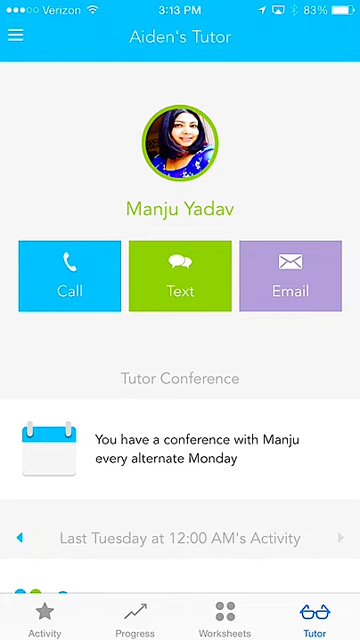 Verizon 3:13 PM 83%
Aiden's Tutor
Manju Yadav
Call Text Email
Tutor Conference
You have a conference with Manju
every alternate Monday
Last Tuesday at 12:00 AM's Activity
Activity Progress Worksheets Tutor